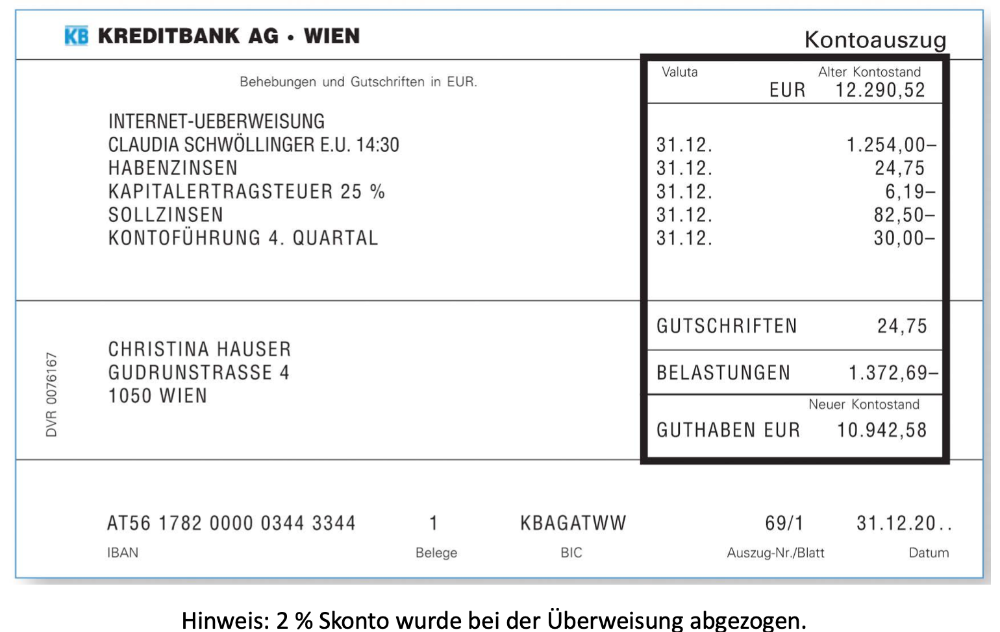 KB KREDITBANK AG • WIEN
Kontoauszug
Behebungen und Gutschriften in EUR.
Valuta Alter Kontostand
EUR 12.290,52
INTERNET-UEBERWEISUNG
CLAUDIA SCHWÖLLINGER E.U. 14:30 31.12. 1.254,00–
HABENZINSEN 31.12. 24,75
KAPITALERTRAGSTEUER 25 % 31.12. 6,19–
SOLLZINSEN 31.12. 82,50–
KONTOFÜHRUNG 4. QUARTAL 31.12. 30,00–
GUTSCHRIFTEN 24,75
BELASTUNGEN 1.372,69–
Neuer Kontostand
GUTHABEN EUR 10.942,58
CHRISTINA HAUSER
GUDRUNSTRASSE 4
1050 WIEN
DVR 0076167
AT56 1782 0000 0344 3344 1 KBAGATWW 69/1 31.12.20..
IBAN Belege BIC Auszug-Nr./Blatt Datum
Hinweis: 2 % Skonto wurde bei der Überweisung abgezogen.